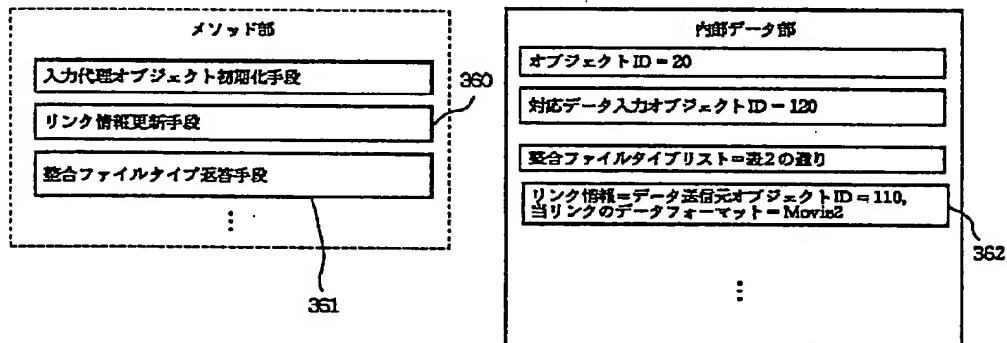 メソッド部
入力代理オブジェクト初期化手段
リンク情報更新手段
360
整合ファイルタイプ返答手段
361
内部データ部
オブジェクトID=20
対応データ入力オブジェクトID=120
整合ファイルタイプリスト=表2の通り
リンク情報=データ送信元オブジェクトID=110,
当リンクのデータフォーマット=Movie2
362